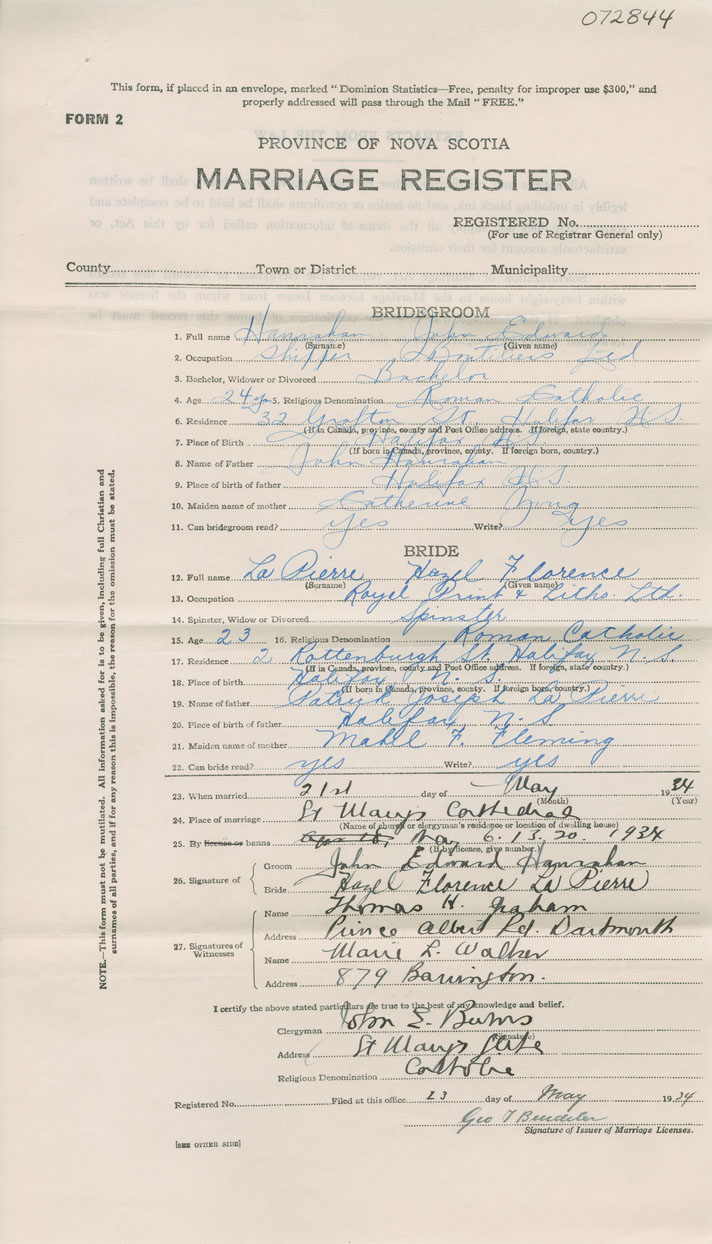 072844
This form, if placed in an envelope, marked "Dominion Statistics—Free, penalty for improper use $300," and
properly addressed will pass through the Mail "FREE."
FORM 2
PROVINCE OF NOVA SCOTIA
MARRIAGE REGISTER
REGISTERED No.
(For use of Registrar General only)
County Town or District Municipality
BRIDEGROOM
1. Full name Hanrahan John Edward
(Surname) (Given name)
2. Occupation Shipper
3. Bachelor, Widower or Divorced Bachelor
4. Age 24 yrs 5. Religious Denomination Roman Catholic
6. Residence 32 Grafton St. Halifax N.S.
(If in Canada, province, county and Post Office address. If foreign, state country.)
7. Place of Birth Halifax N.S.
(If born in Canada, province, county. If foreign born, country.)
8. Name of Father John Hanrahan
9. Place of birth of father Halifax N.S.
10. Maiden name of mother Catherine
11. Can bridegroom read? yes Write? yes
BRIDE
12. Full name La Pierre Hazel Florence
(Surname) (Given name)
13. Occupation Royal Print & Litho. Ltd.
14. Spinster, Widow or Divorced Spinster
15. Age 23 16. Religious Denomination Roman Catholic
17. Residence 2 Rottenburgh St. Halifax N.S.
(If in Canada, province, county and Post Office address. If foreign, state country.)
18. Place of birth Halifax N.S.
(If born in Canada, province, county. If foreign born, country.)
19. Name of father Patrick Joseph La Pierre
20. Place of birth of father Halifax N.S.
21. Maiden name of mother Mabel F. Fleming
22. Can bride read? yes Write? yes
23. When married 21st day of May 1934
(Month) (Year)
24. Place of marriage St Marys Cathedral
(Name of church or clergyman's residence or location of dwelling house)
25. By license or banns May 6. 13. 20. 1934
(If by licence, give number)
26. Signature of
Groom John Edward Hanrahan
Bride Hazel Florence La Pierre
27. Signatures of Witnesses
Name Thomas H. Graham
Address Prince Albert Rd. Dartmouth
Name Marie L. Walker
Address 879 Barrington.
I certify the above stated particulars are true to the best of my knowledge and belief.
Clergyman John E. Burns
(Signature)
Address St Marys
Religious Denomination Catholic
Registered No. Filed at this office 23 day of May 1934
Geo T
Signature of Issuer of Marriage Licenses.
[SEE OTHER SIDE]
NOTE.—This form must not be mutilated. All information asked for is to be given, including full Christian and
surnames of all parties, and if for any reason this is impossible, the reason for the omission must be stated.